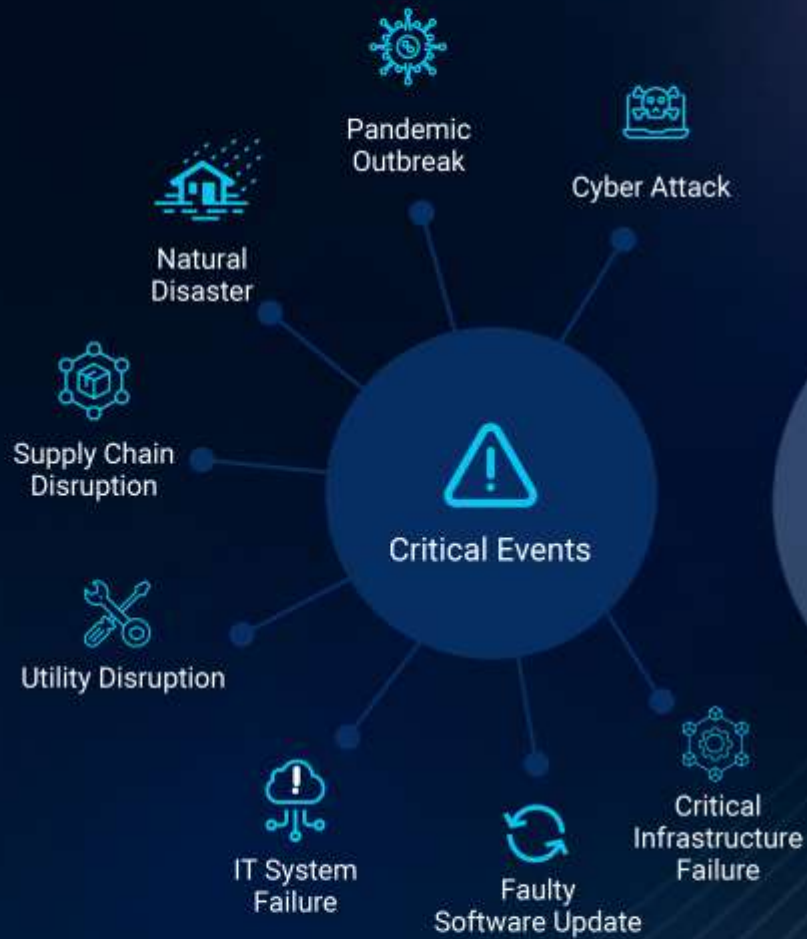 Pandemic
Outbreak
Cyber Attack
Natural
Disaster
Supply Chain
Disruption
Critical Events
Utility Disruption
Critical
Infrastructure
Failure
IT System
Failure
Faulty
Software Update